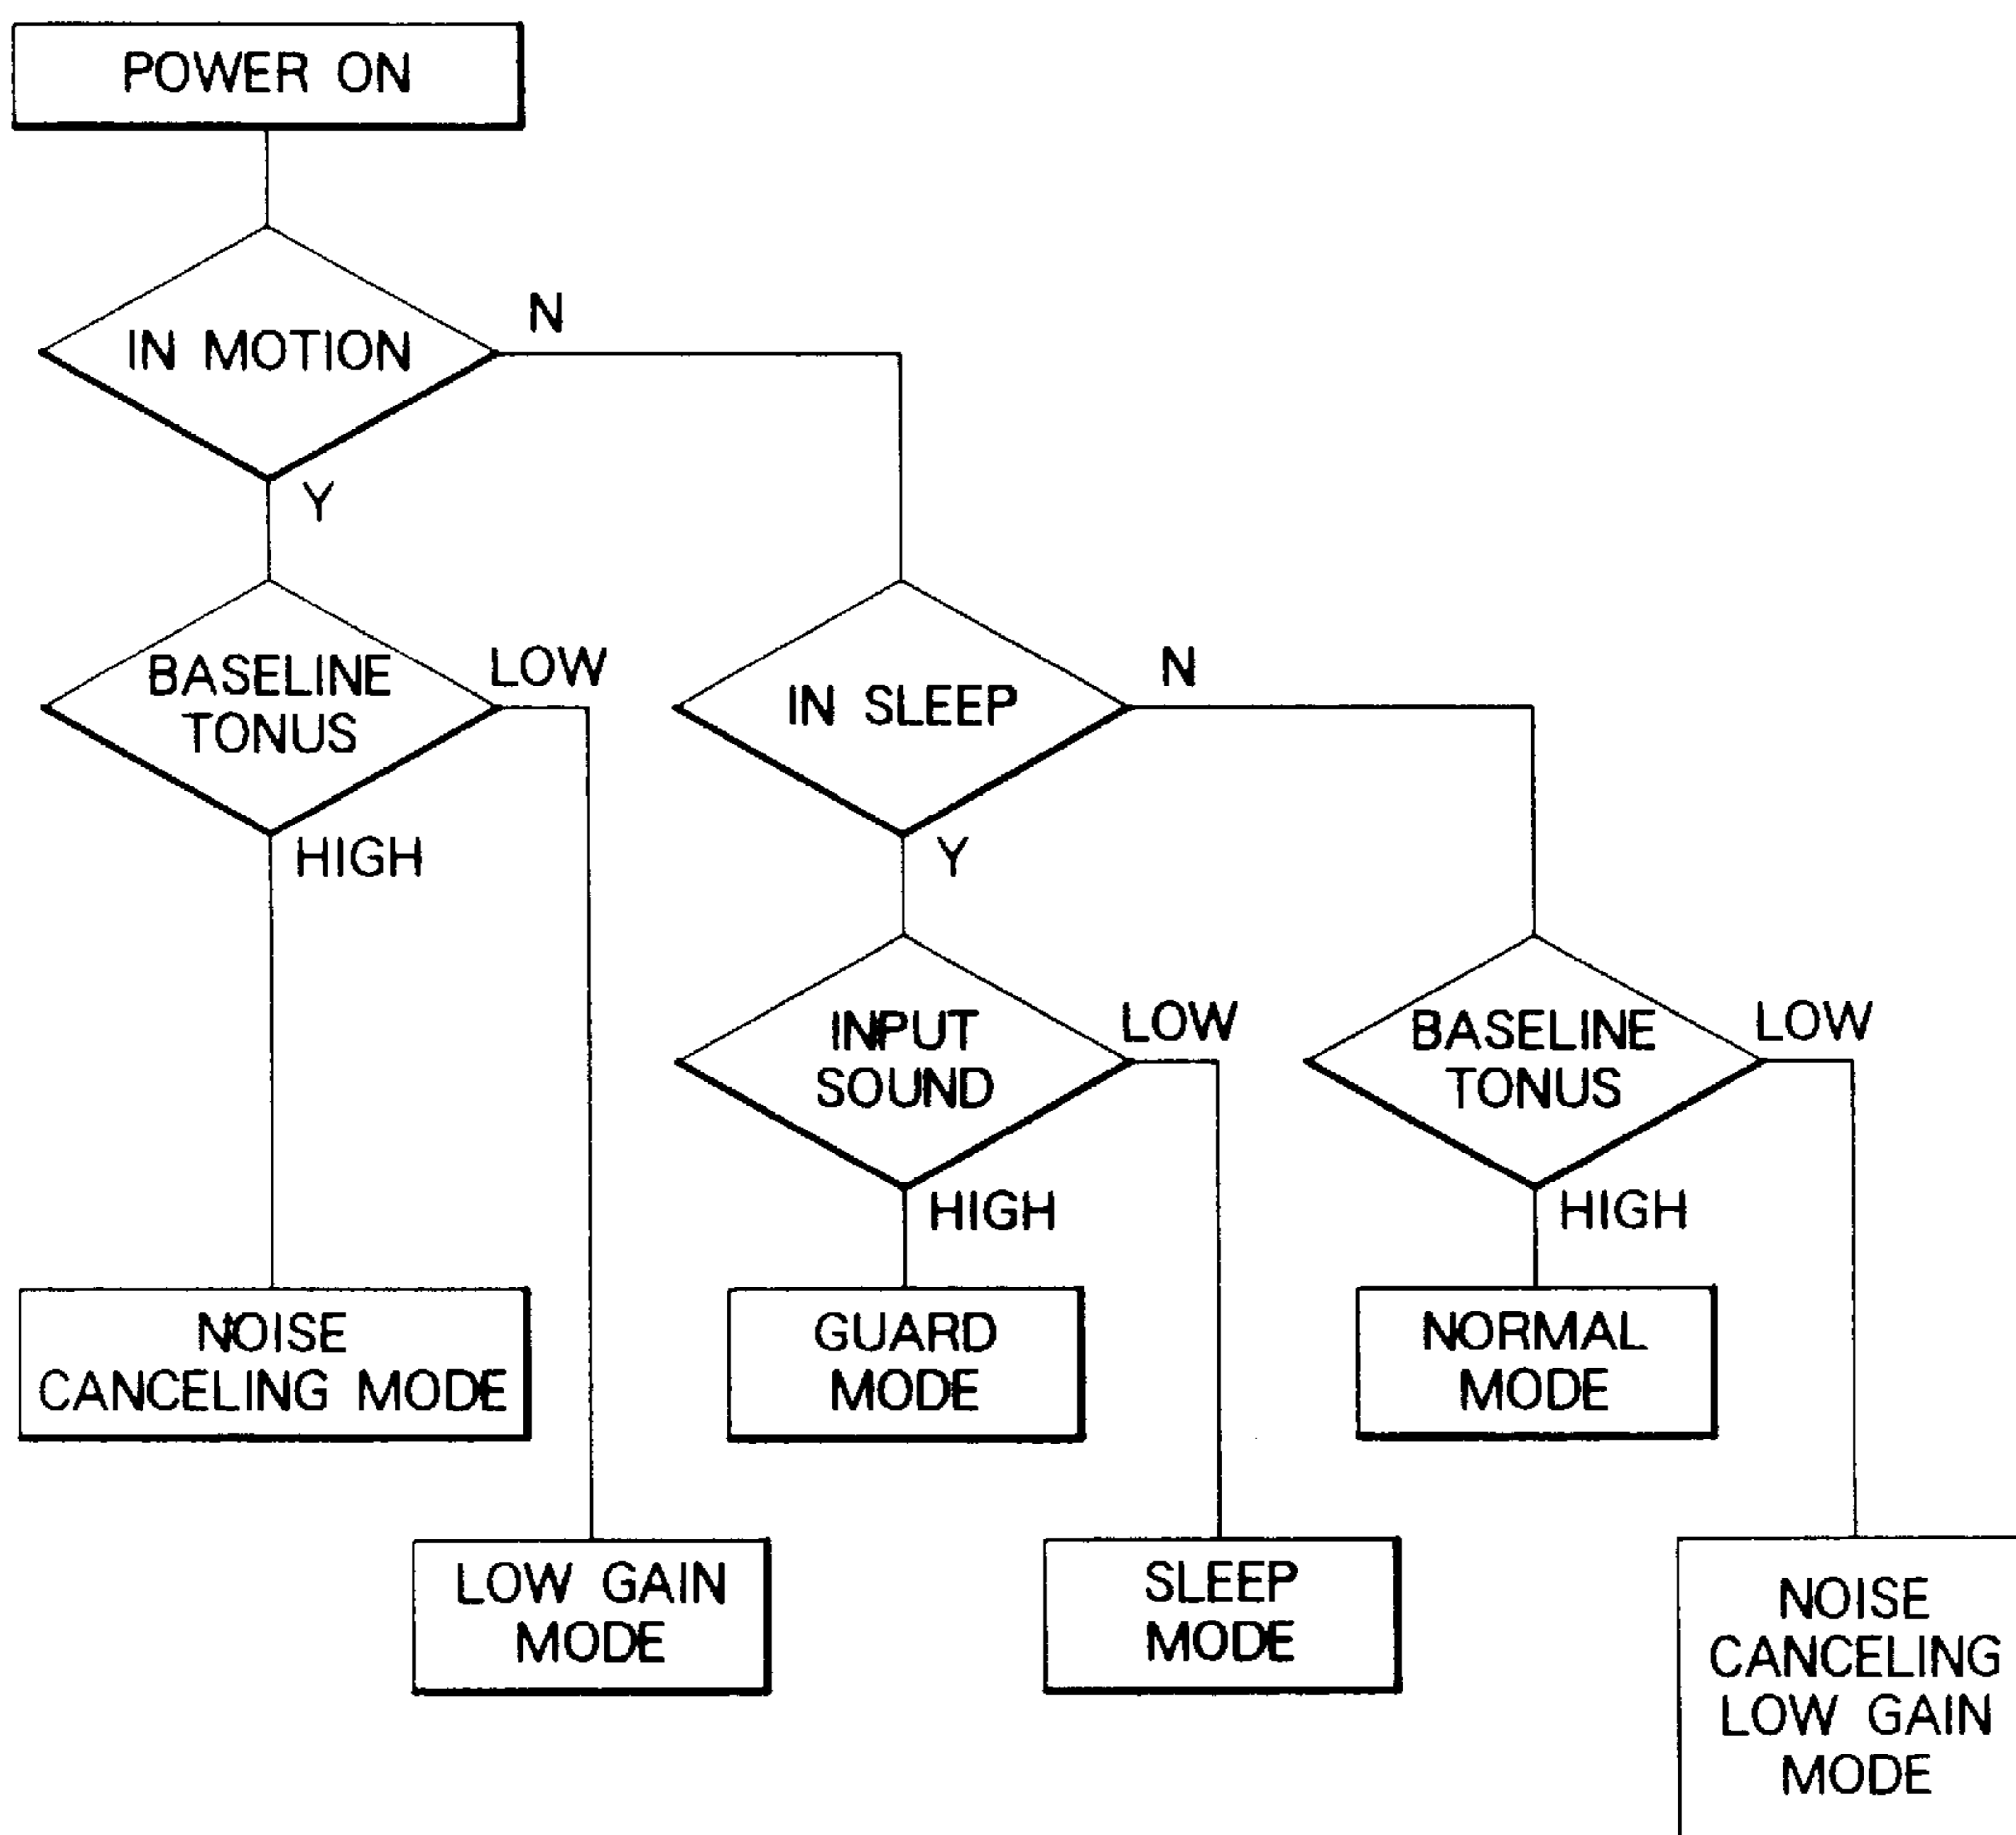 POWER ON
IN MOTION
N
Y
BASELINE
TONUS
LOW
HIGH
IN SLEEP
N
Y
INPUT
SOUND
LOW
HIGH
BASELINE
TONUS
LOW
HIGH
NOISE
CANCELING MODE
GUARD
MODE
NORMAL
MODE
LOW GAIN
MODE
SLEEP
MODE
NOISE
CANCELING
LOW GAIN
MODE